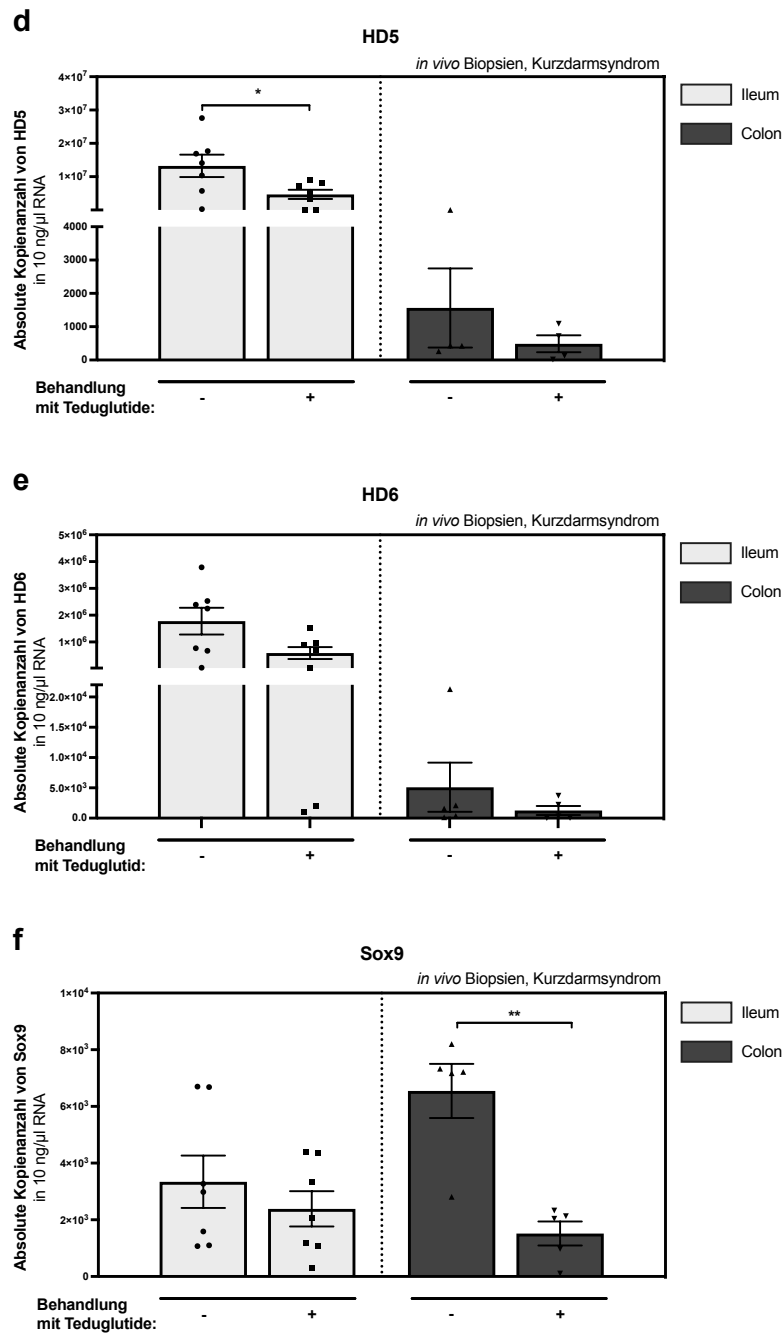 d
HD5
in vivo Biopsien, Kurzdarmsyndrom
Absolute Kopienanzahl von HD5
in 10 ng/µl RNA
4×10⁷
3×10⁷
2×10⁷
1×10⁷
4000
3000
2000
1000
0
*
Ileum
Colon
Behandlung
mit Teduglutide:
- + - +
e
HD6
in vivo Biopsien, Kurzdarmsyndrom
Absolute Kopienanzahl von HD6
in 10 ng/µl RNA
5×10⁶
4×10⁶
3×10⁶
2×10⁶
1×10⁶
2.0×10⁴
1.5×10⁴
1.0×10⁴
5.0×10³
0.0
Ileum
Colon
Behandlung
mit Teduglutid:
- + - +
f
Sox9
in vivo Biopsien, Kurzdarmsyndrom
Absolute Kopienanzahl von Sox9
in 10 ng/µl RNA
1×10⁴
8×10³
6×10³
4×10³
2×10³
0
**
Ileum
Colon
Behandlung
mit Teduglutide:
- + - +